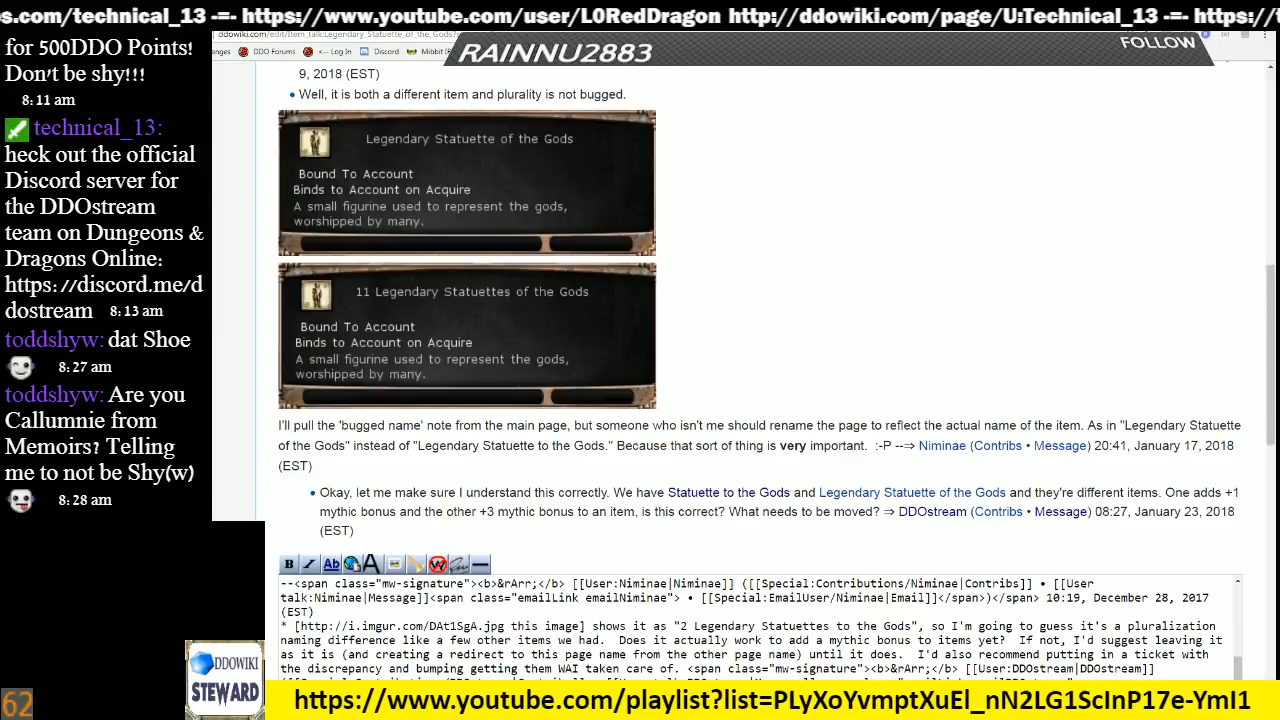 s.com/technical_13 -=- https://www.youtube.com/user/L0RedDragon http://ddowiki.com/page/U:Technical_13 -=- https://
ddowiki.com/edit/Item_talk:Legendary_Statuette_of_the_Gods?s
anges DDO Forums <-- Log In Discord Mibbit IR
RAINNU2883
FOLLOW
for 500DDO Points!
Don't be shy!!!
8:11 am
technical_13:
heck out the official
Discord server for
the DDOstream
team on Dungeons &
Dragons Online:
https://discord.me/d
dostream 8:13 am
toddshyw: dat Shoe
8:27 am
toddshyw: Are you
Callumnie from
Memoirs? Telling
me to not be Shy(w)
8:28 am
9, 2018 (EST)
• Well, it is both a different item and plurality is not bugged.
Legendary Statuette of the Gods
Bound To Account
Binds to Account on Acquire
A small figurine used to represent the gods,
worshipped by many.
11 Legendary Statuettes of the Gods
Bound To Account
Binds to Account on Acquire
A small figurine used to represent the gods,
worshipped by many.
I'll pull the 'bugged name' note from the main page, but someone who isn't me should rename the page to reflect the actual name of the item. As in "Legendary Statuette
of the Gods" instead of "Legendary Statuette to the Gods." Because that sort of thing is very important. :-P --⇒ Niminae (Contribs • Message) 20:41, January 17, 2018
(EST)
• Okay, let me make sure I understand this correctly. We have Statuette to the Gods and Legendary Statuette of the Gods and they're different items. One adds +1
mythic bonus and the other +3 mythic bonus to an item, is this correct? What needs to be moved? ⇒ DDOstream (Contribs • Message) 08:27, January 23, 2018
(EST)
B I Ab A W
--<span class="mw-signature"><b>&rArr;</b> [[User:Niminae|Niminae]] ([[Special:Contributions/Niminae|Contribs]] • [[User
talk:Niminae|Message]]<span class="emailLink emailNiminae"> • [[Special:EmailUser/Niminae|Email]]</span>)</span> 10:19, December 28, 2017
(EST)
* [http://i.imgur.com/DAt1SgA.jpg this image] shows it as "2 Legendary Statuettes to the Gods", so I'm going to guess it's a pluralization
naming difference like a few other items we had. Does it actually work to add a mythic bonus to items yet? If not, I'd suggest leaving it
as it is (and creating a redirect to this page name from the other page name) until it does. I'd also recommend putting in a ticket with
the discrepancy and bumping getting them WAI taken care of. <span class="mw-signature"><b>&rArr;</b> [[User:DDOstream|DDOstream]]
62
DDOWIKI
STEWARD
https://www.youtube.com/playlist?list=PLyXoYvmptXuEl_nN2LG1ScInP17e-YmI1